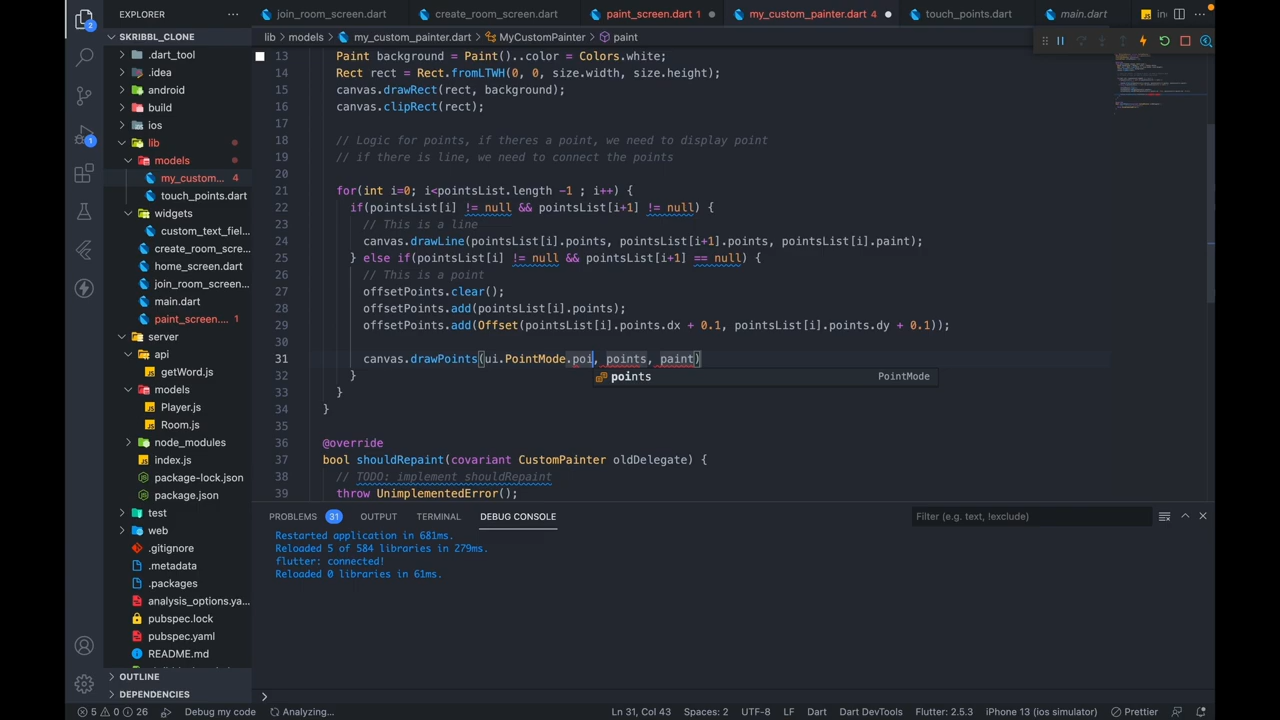 EXPLORER
···
join_room_screen.dart
create_room_screen.dart
paint_screen.dart 1
my_custom_painter.dart 4
touch_points.dart
main.dart
SKRIBBL_CLONE
lib > models > my_custom_painter.dart > MyCustomPainter > paint
.dart_tool
.idea
android
build
ios
lib
models
my_custom... 4
touch_points.dart
widgets
custom_text_fiel...
create_room_scre...
home_screen.dart
join_room_screen...
main.dart
paint_screen.... 1
server
api
getWord.js
models
Player.js
Room.js
node_modules
index.js
package-lock.json
package.json
test
web
.gitignore
.metadata
.packages
analysis_options.ya...
pubspec.lock
pubspec.yaml
README.md
OUTLINE
DEPENDENCIES
2
1
13 Paint background = Paint()..color = Colors.white;
14 Rect rect = Rect.fromLTWH(0, 0, size.width, size.height);
15 canvas.drawRect(rect, background);
16 canvas.clipRect(rect);
17
18 // Logic for points, if theres a point, we need to display point
19 // if there is line, we need to connect the points
20
21 for(int i=0; i<pointsList.length -1 ; i++) {
22 if(pointsList[i] != null && pointsList[i+1] != null) {
23 // This is a line
24 canvas.drawLine(pointsList[i].points, pointsList[i+1].points, pointsList[i].paint);
25 } else if(pointsList[i] != null && pointsList[i+1] == null) {
26 // This is a point
27 offsetPoints.clear();
28 offsetPoints.add(pointsList[i].points);
29 offsetPoints.add(Offset(pointsList[i].points.dx + 0.1, pointsList[i].points.dy + 0.1));
31 canvas.drawPoints(ui.PointMode.poi, points, paint)
points PointMode
32 }
33 }
34 }
35
36 @override
37 bool shouldRepaint(covariant CustomPainter oldDelegate) {
38 // TODO: implement shouldRepaint
39 throw UnimplementedError();
PROBLEMS 31 OUTPUT TERMINAL DEBUG CONSOLE
Filter (e.g. text, !exclude)
Restarted application in 681ms.
Reloaded 5 of 584 libraries in 279ms.
flutter: connected!
Reloaded 0 libraries in 61ms.
5 0 26 Debug my code Analyzing... Ln 31, Col 43 Spaces: 2 UTF-8 LF Dart Dart DevTools Flutter: 2.5.3 iPhone 13 (ios simulator) Prettier